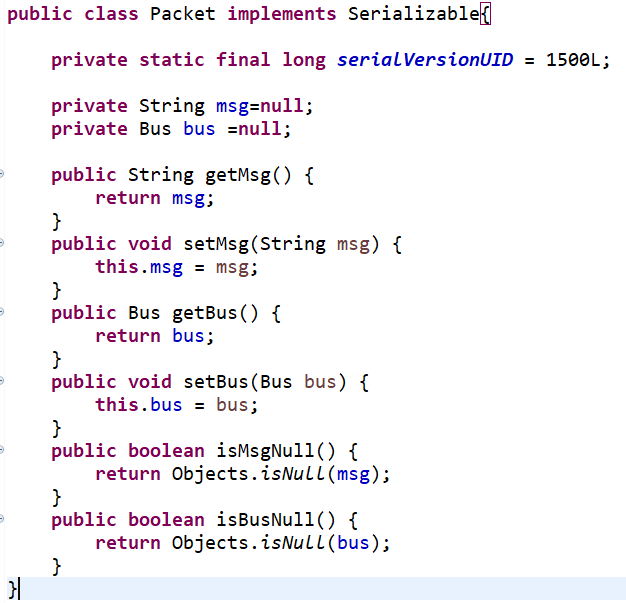 public class Packet implements Serializable{
private static final long serialVersionUID = 1500L;
private String msg=null;
private Bus bus =null;
public String getMsg() {
return msg;
}
public void setMsg(String msg) {
this.msg = msg;
}
public Bus getBus() {
return bus;
}
public void setBus(Bus bus) {
this.bus = bus;
}
public boolean isMsgNull() {
return Objects.isNull(msg);
}
public boolean isBusNull() {
return Objects.isNull(bus);
}
}